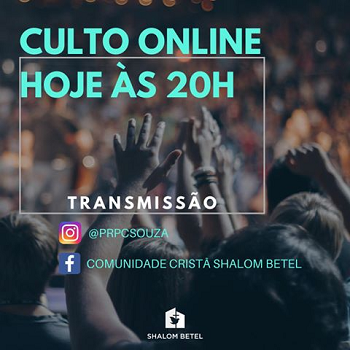 CULTO ONLINE
HOJE ÀS 20H
TRANSMISSÃO
@PRPCSOUZA
COMUNIDADE CRISTÃ SHALOM BETEL
SHALOM BETEL